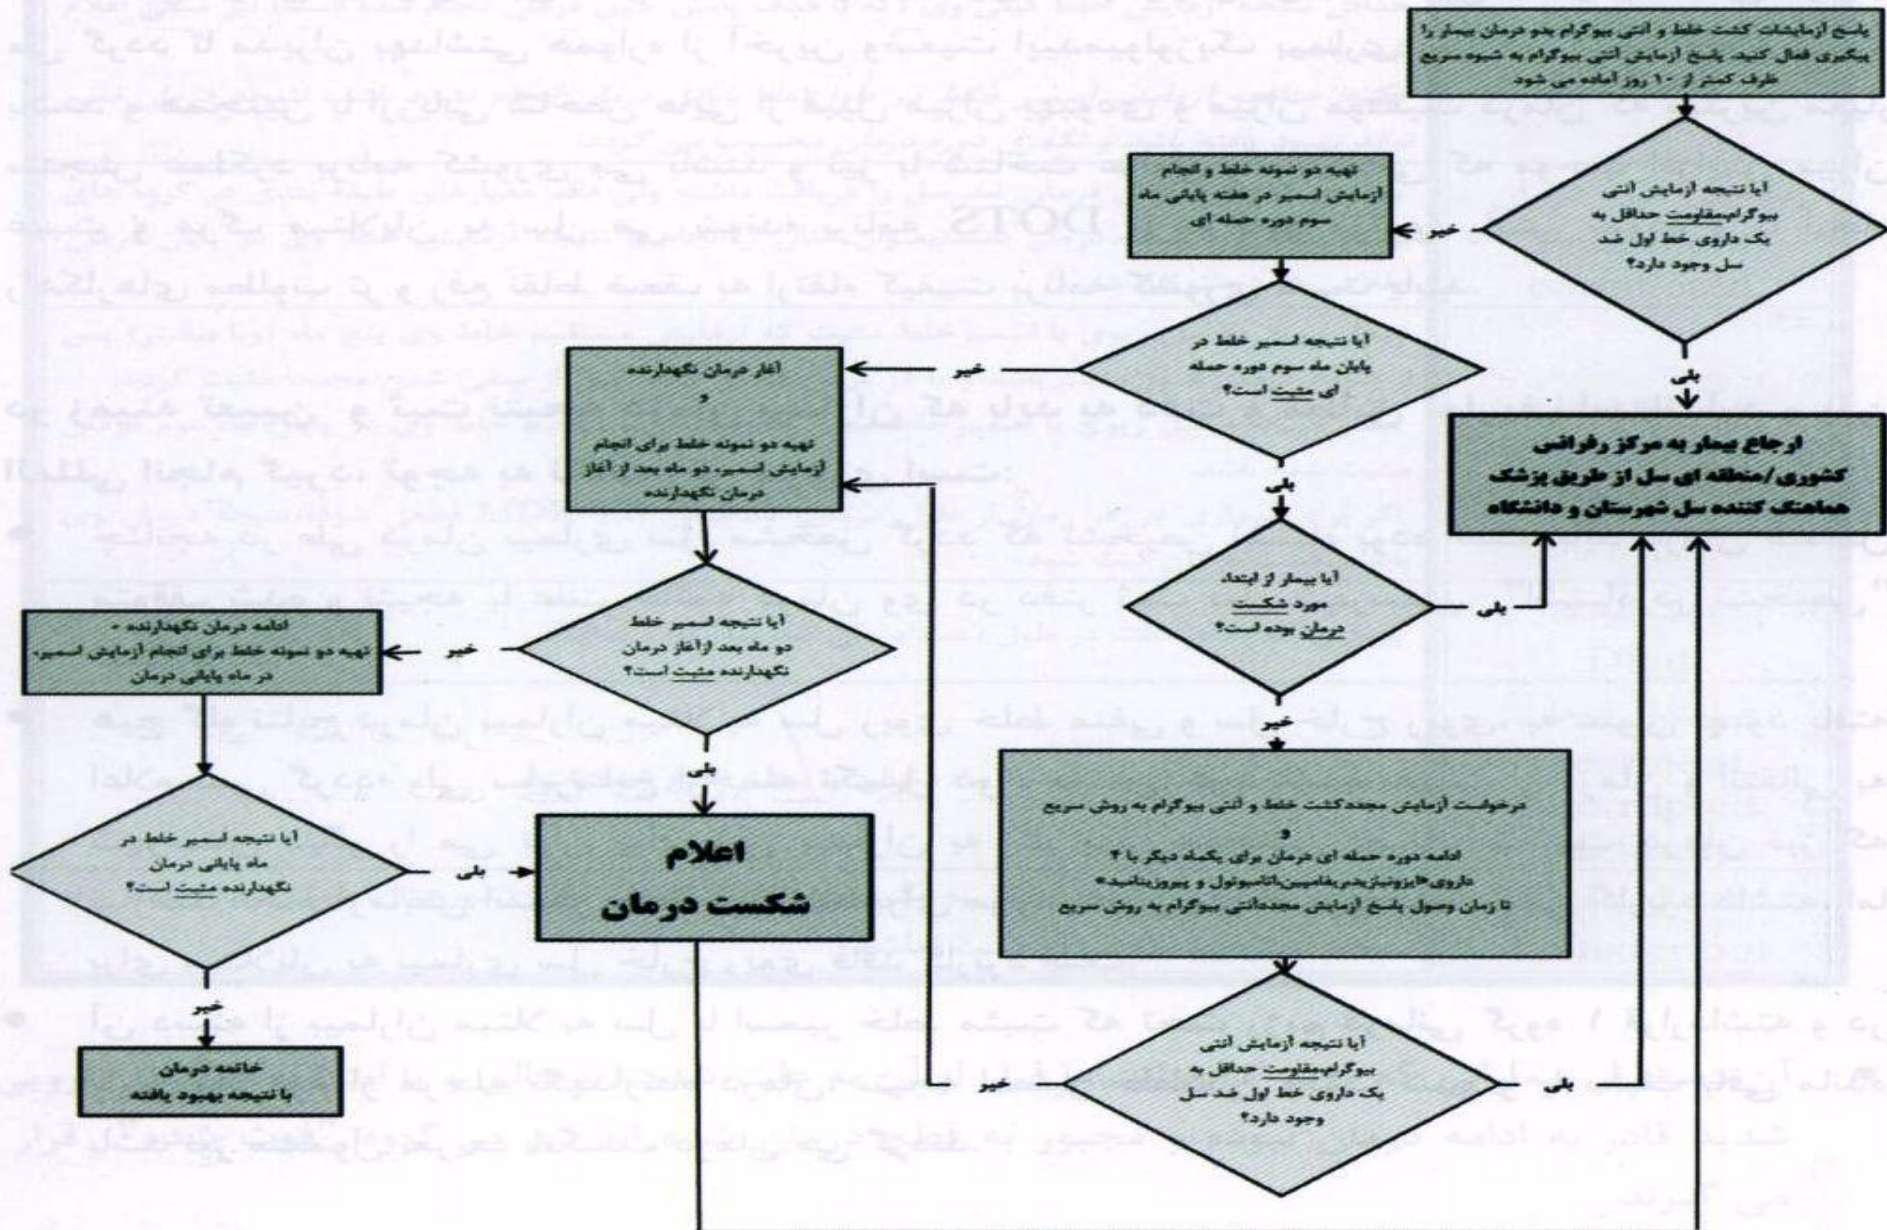 پاسخ آزمایشات کشت خلط و آنتی بیوگرام بدو درمان بیمار را
پیگیری فعال کنید. پاسخ آزمایش آنتی بیوگرام به شیوه سریع
ظرف کمتر از ۱۰ روز آماده می شود
آیا نتیجه آزمایش آنتی
بیوگرام،مقاومت حداقل به
یک داروی خط اول ضد
سل وجود دارد؟
خیر
بلی
تهیه دو نمونه خلط و انجام
آزمایش اسمیر در هفته پایانی ماه
سوم دوره حمله ای
آیا نتیجه اسمیر خلط در
پایان ماه سوم دوره حمله
ای مثبت است؟
خیر
بلی
ارجاع بیمار به مرکز رفرانس
کشوری/منطقه ای سل از طریق پزشک
هماهنگ کننده سل شهرستان و دانشگاه
آغاز درمان نگهدارنده
و
تهیه دو نمونه خلط برای انجام
آزمایش اسمیر، دو ماه بعد از آغاز
درمان نگهدارنده
آیا بیمار از ابتدا،
مورد شکست
درمان بوده است؟
بلی
خیر
آیا نتیجه اسمیر خلط
دو ماه بعد ازآغاز درمان
نگهدارنده مثبت است؟
خیر
بلی
ادامه درمان نگهدارنده +
تهیه دو نمونه خلط برای انجام آزمایش اسمیر،
در ماه پایانی درمان
درخواست آزمایش مجددکشت خلط و آنتی بیوگرام به روش سریع
و
ادامه دوره حمله ای درمان برای یکماه دیگر با ۴
داروی«ایزونیازید،ریفامپین،اتامبوتول و پیروزینامید»
تا زمان وصول پاسخ آزمایش مجددآنتی بیوگرام به روش سریع
آیا نتیجه اسمیر خلط در
ماه پایانی درمان
نگهدارنده مثبت است؟
بلی
خیر
اعلام
شکست درمان
آیا نتیجه آزمایش آنتی
بیوگرام،مقاومت حداقل به
یک داروی خط اول ضد سل
وجود دارد؟
خیر
بلی
خاتمه درمان
با نتیجه بهبود یافته